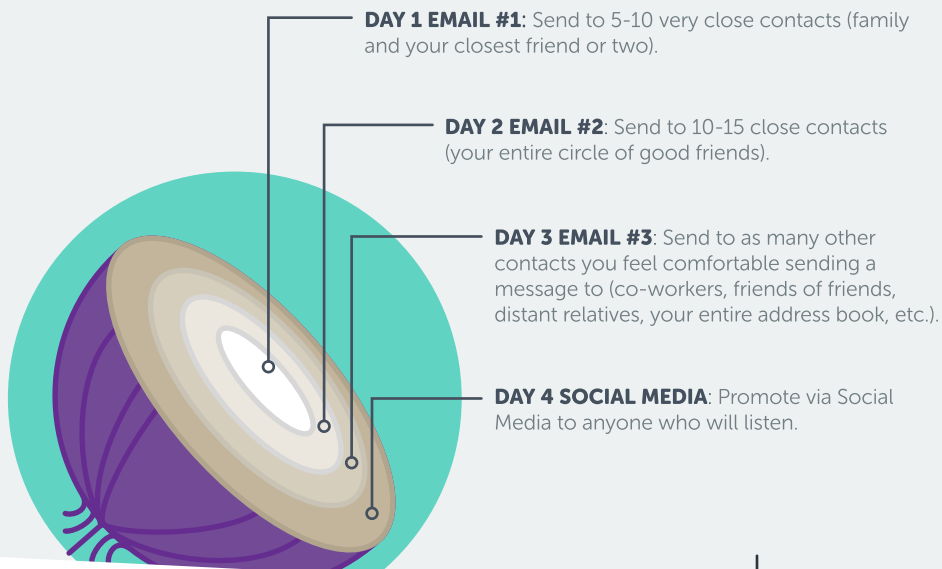 DAY 1 EMAIL #1: Send to 5-10 very close contacts (family
and your closest friend or two).
DAY 2 EMAIL #2: Send to 10-15 close contacts
(your entire circle of good friends).
DAY 3 EMAIL #3: Send to as many other
contacts you feel comfortable sending a
message to (co-workers, friends of friends,
distant relatives, your entire address book, etc.).
DAY 4 SOCIAL MEDIA: Promote via Social
Media to anyone who will listen.